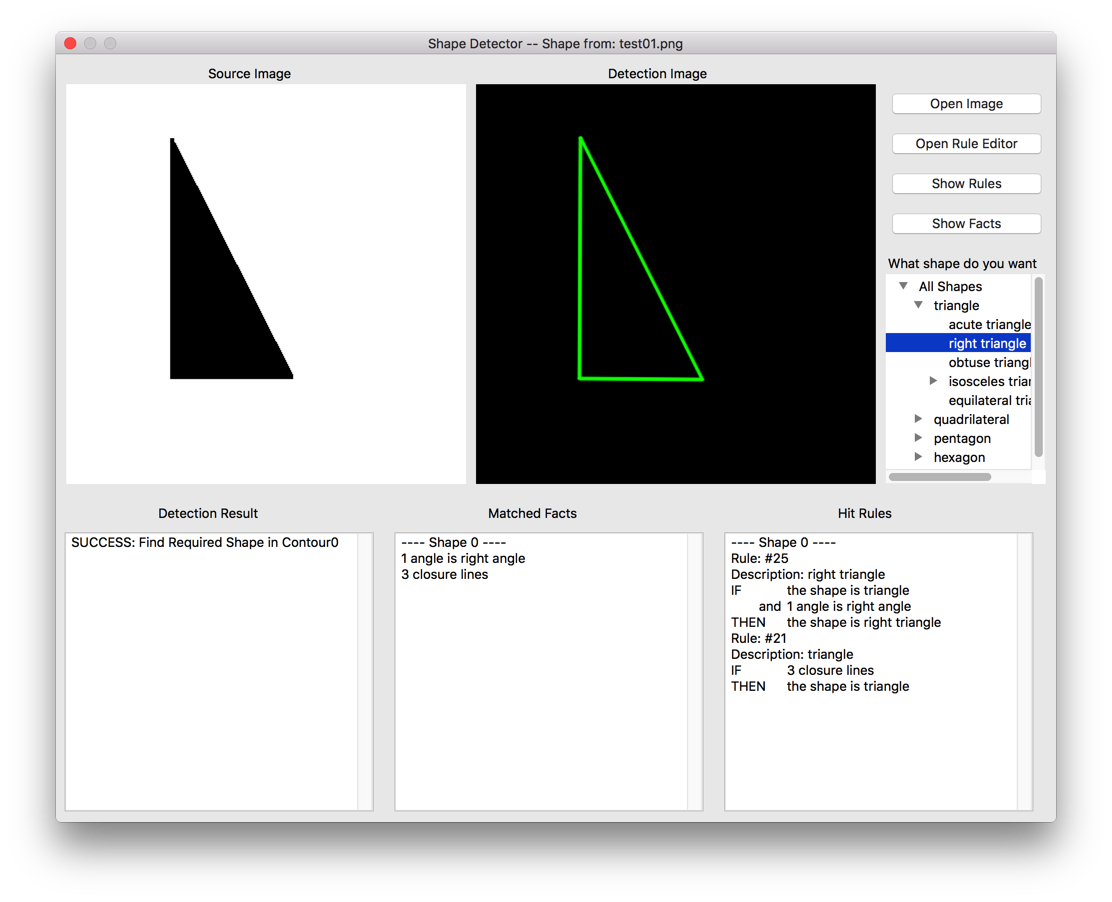 Shape Detector -- Shape from: test01.png
Source Image
Detection Image
Open Image
Open Rule Editor
Show Rules
Show Facts
What shape do you want
All Shapes
triangle
acute triangle
right triangle
obtuse triangl
isosceles trian
equilateral tria
quadrilateral
pentagon
hexagon
Detection Result
SUCCESS: Find Required Shape in Contour0
Matched Facts
---- Shape 0 ----
1 angle is right angle
3 closure lines
Hit Rules
---- Shape 0 ----
Rule: #25
Description: right triangle
IF the shape is triangle
and 1 angle is right angle
THEN the shape is right triangle
Rule: #21
Description: triangle
IF 3 closure lines
THEN the shape is triangle